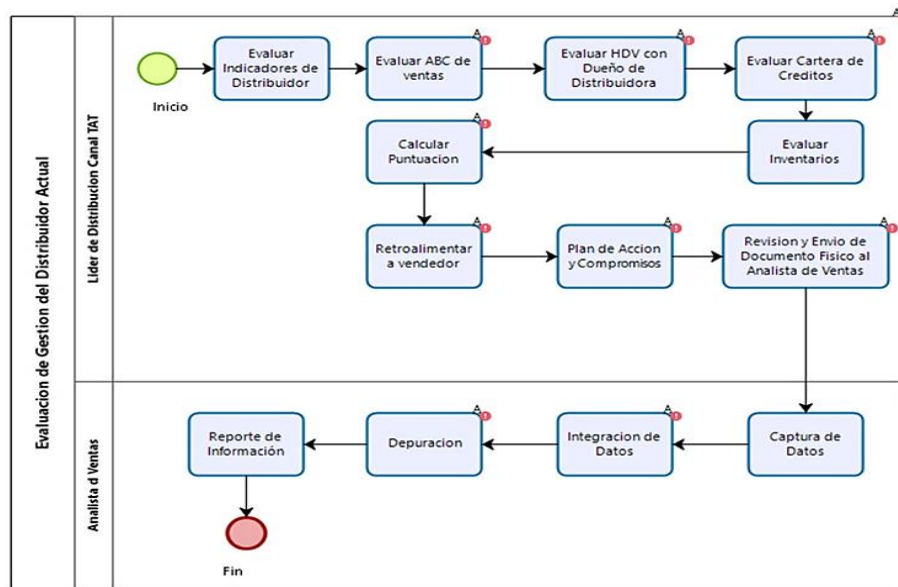 Evaluacion de Gestion del Distribuidor Actual
Lider de Distribucion Canal TAT
Inicio
Evaluar
Indicadores de
Distribuidor
Evaluar ABC de
ventas
Evaluar HDV con
Dueño de
Distribuidora
Evaluar Cartera de
Creditos
Evaluar
Inventarios
Calcular
Puntuacion
Retroalimentar
a vendedor
Plan de Accion
y Compromisos
Revision y Envio de
Documento Fisico al
Analista de Ventas
Analista d Ventas
Captura de
Datos
Integracion de
Datos
Depuracion
Reporte de
Información
Fin